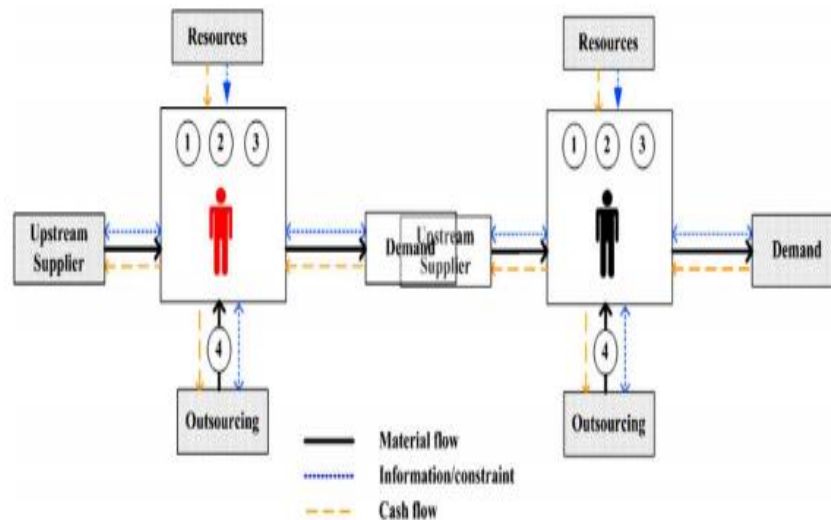 Resources
Resources
1 2 3
1 2 3
Upstream
Supplier
Demand
Upstream
Supplier
Demand
4
4
Outsourcing
Outsourcing
Material flow
Information/constraint
Cash flow